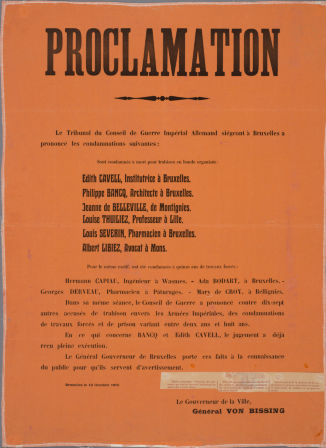 PROCLAMATION
Le Tribunal du Conseil de Guerre Impérial Allemand siégeant à Bruxelles a
prononcé les condamnations suivantes :
Sont condamnés à mort pour trahison en bande organisée :
Edith CAVELL, Institutrice à Bruxelles.
Philippe BANCQ, Architecte à Bruxelles.
Jeanne de BELLEVILLE, de Montignies.
Louise THUILIEZ, Professeur à Lille.
Louis SEVERIN, Pharmacien à Bruxelles.
Albert LIBIEZ, Avocat à Mons.
Pour le même motif, ont été condamnés à quinze ans de travaux forcés :
Hermann CAPIAU, Ingénieur à Wasmes. - Ada BODART, à Bruxelles. -
Georges DERVEAU, Pharmacien à Paturages. - Mary de CROY, à Bellignies.
Dans sa même séance, le Conseil de Guerre a prononcé contre dix-sept
autres accusés de trahison envers les Armées Impériales, des condamnations
de travaux forcés et de prison variant entre deux ans et huit ans.
En ce qui concerne BANCQ et Edith CAVELL, le jugement a déjà
reçu pleine exécution.
Le Général Gouverneur de Bruxelles porte ces faits à la connaissance
du public pour qu'ils servent d'avertissement.
Bruxelles le 12 Octobre 1915
Le Gouverneur de la Ville,
Général VON BISSING